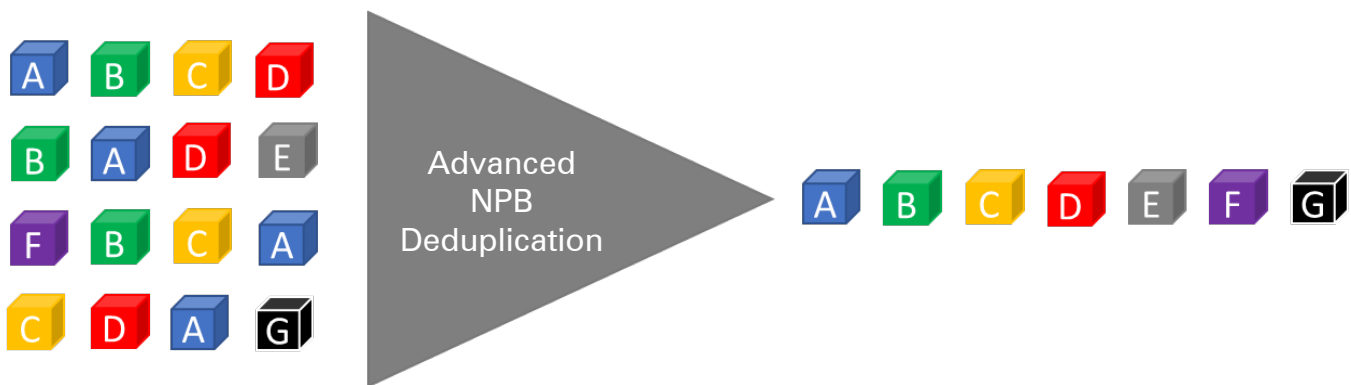 A B C D
B A D E
F B C A
C D A G
Advanced
NPB
Deduplication
A B C D E F G